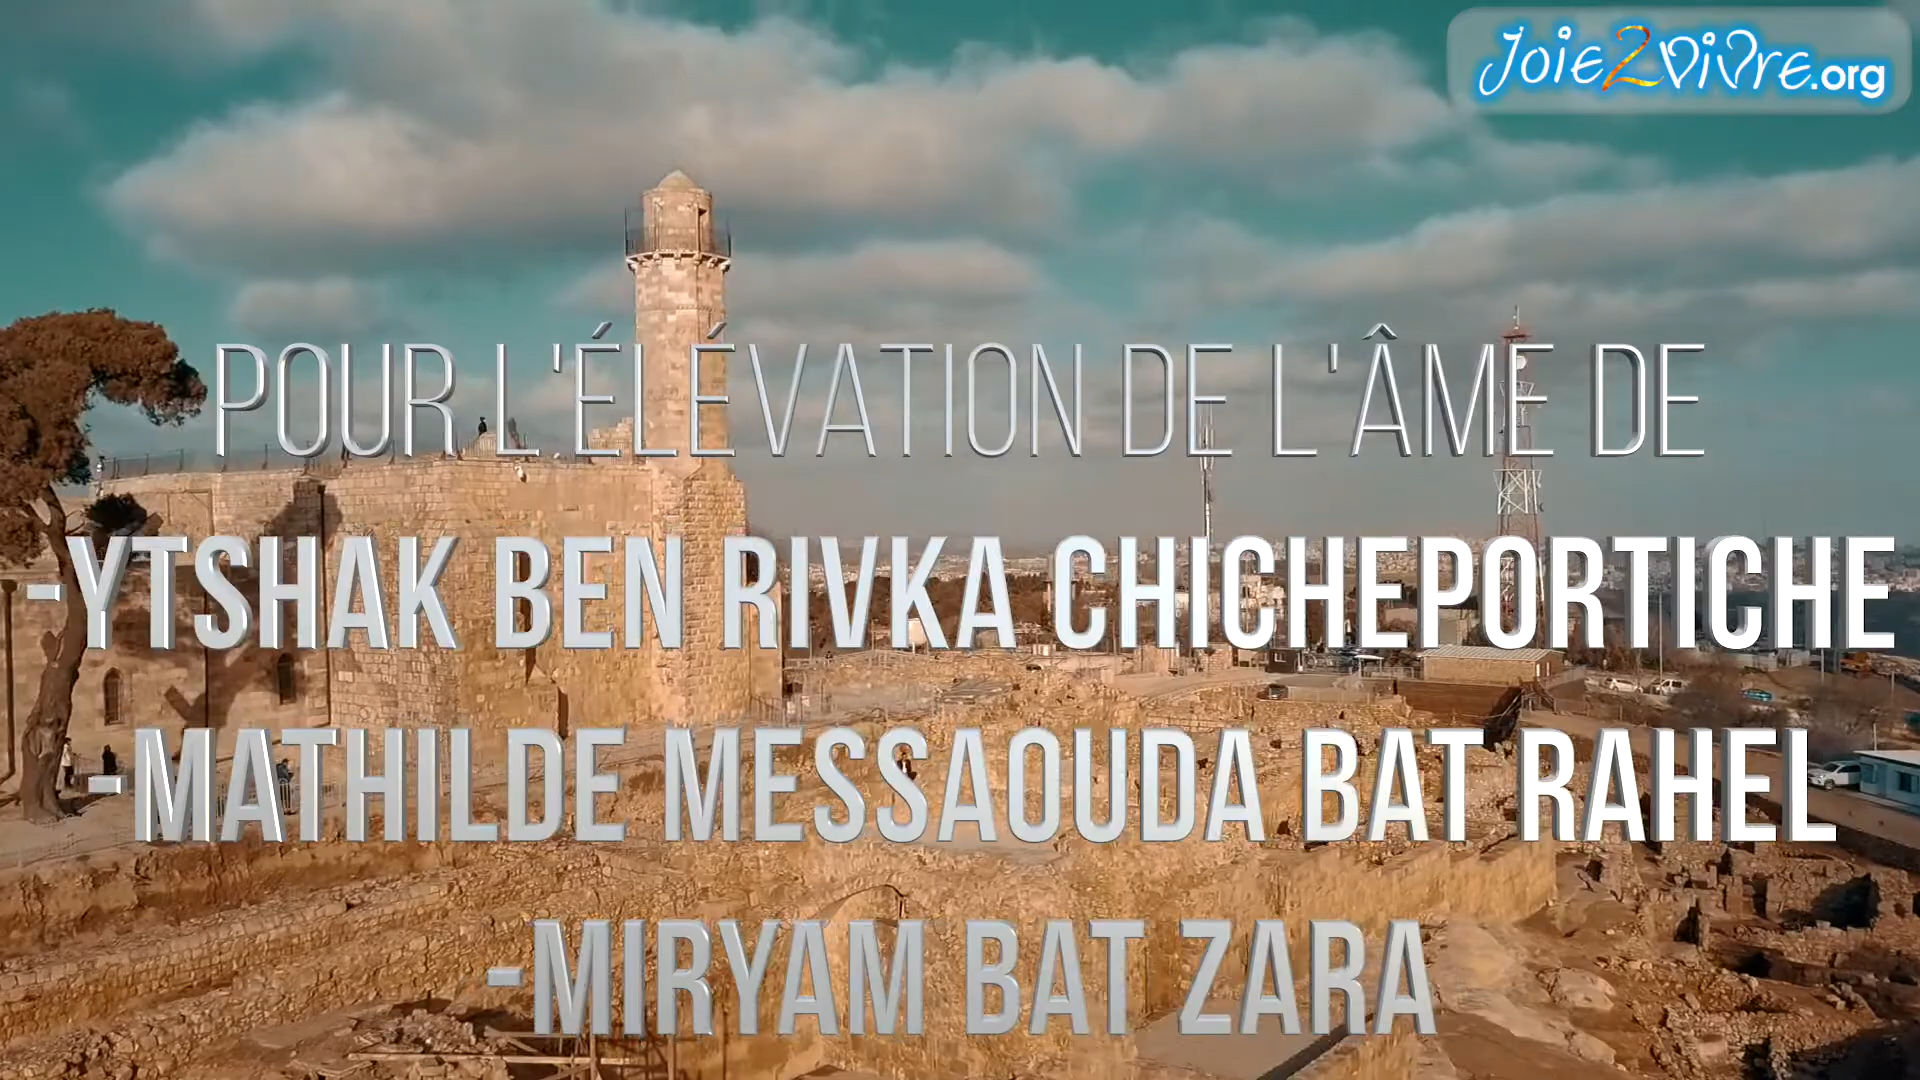 Joie2ViVre.org
POUR L'ÉLÉVATION DE L'ÂME DE
-YTSHAK BEN RIVKA CHICHEPORTICHE
-MATHILDE MESSAOUDA BAT RAHEL
-MIRYAM BAT ZARA